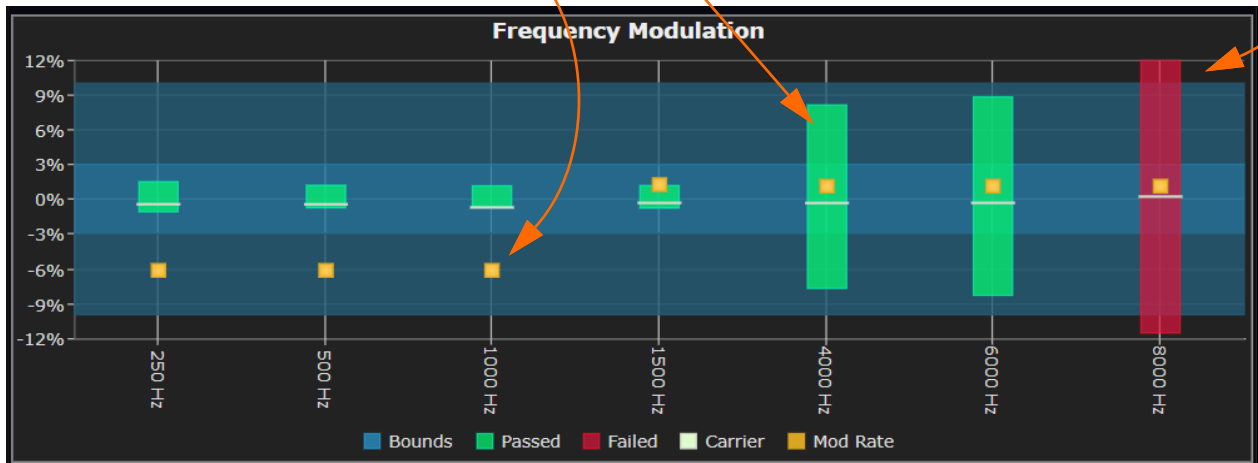 Frequency Modulation
12%
9%
6%
3%
0%
-3%
-6%
-9%
-12%
250 Hz
500 Hz
1000 Hz
1500 Hz
4000 Hz
6000 Hz
8000 Hz
Bounds Passed Failed Carrier Mod Rate